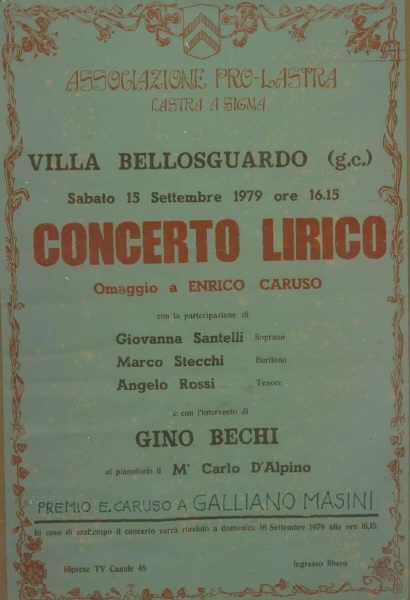 ASSOCIAZIONE PRO-LASTRA
LASTRA A SIGNA
VILLA BELLOSGUARDO (g.c.)
Sabato 15 Settembre 1979 ore 16.15
CONCERTO LIRICO
Omaggio a ENRICO CARUSO
con la partecipazione di
Giovanna Santelli Soprano
Marco Stecchi Baritono
Angelo Rossi Tenore
e con l'intervento di
GINO BECHI
al pianoforte il M° Carlo D'Alpino
PREMIO E. CARUSO A GALLIANO MASINI
In caso di maltempo il concerto verrà rinviato a domenica 16 Settembre 1979 alle ore 16,15.
Riprese TV Canale 48
ingresso libero